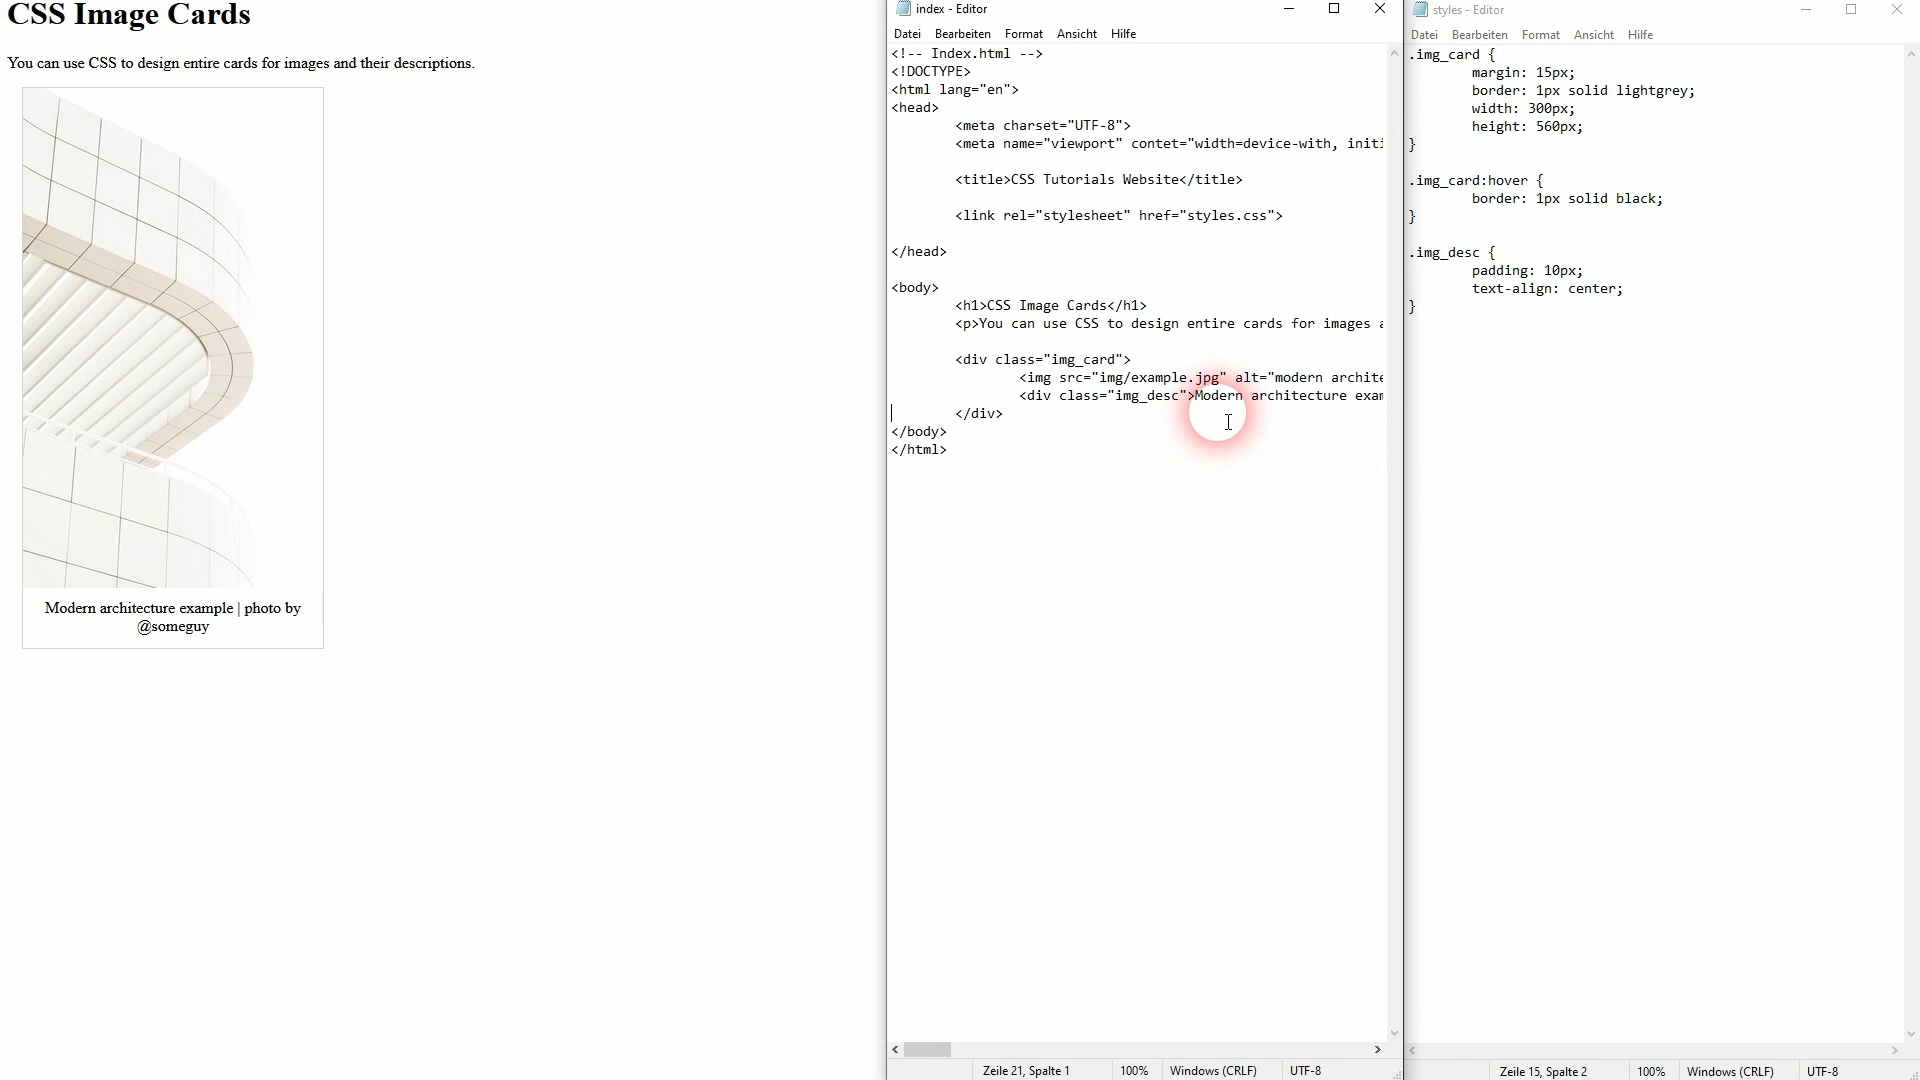 CSS Image Cards
You can use CSS to design entire cards for images and their descriptions.
Modern architecture example | photo by
@someguy
index - Editor
Datei Bearbeiten Format Ansicht Hilfe
<!-- Index.html -->
<!DOCTYPE>
<html lang="en">
<head>
<meta charset="UTF-8">
<meta name="viewport" contet="width=device-with, initi
<title>CSS Tutorials Website</title>
<link rel="stylesheet" href="styles.css">
</head>
<body>
<h1>CSS Image Cards</h1>
<p>You can use CSS to design entire cards for images a
<div class="img_card">
<img src="img/example.jpg" alt="modern archite
<div class="img_desc">Modern architecture exam
</div>
</body>
</html>
Zeile 21, Spalte 1 100% Windows (CRLF) UTF-8
styles - Editor
Datei Bearbeiten Format Ansicht Hilfe
.img_card {
margin: 15px;
border: 1px solid lightgrey;
width: 300px;
height: 560px;
}
.img_card:hover {
border: 1px solid black;
}
.img_desc {
padding: 10px;
text-align: center;
}
Zeile 15, Spalte 2 100% Windows (CRLF) UTF-8